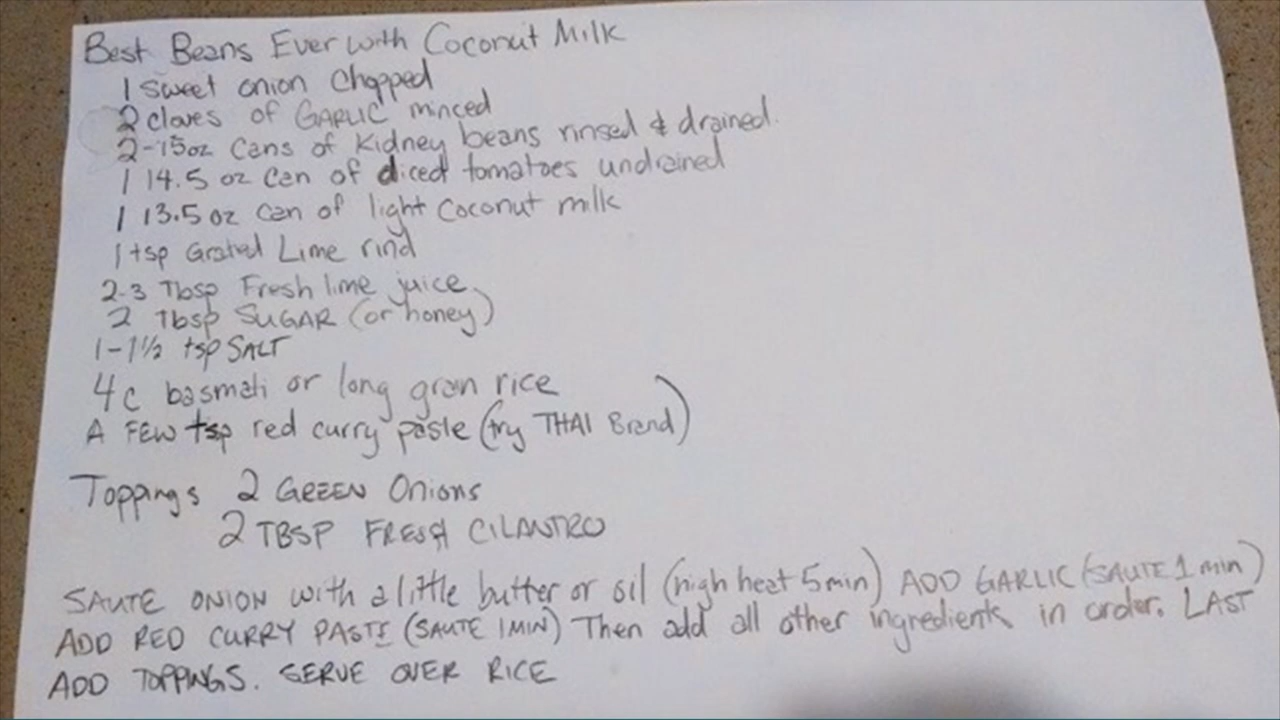 Best Beans Ever with Coconut Milk
1 sweet onion chopped
2 cloves of GARLIC minced
2-15oz cans of Kidney beans rinsed & drained.
1 14.5 oz can of diced tomatoes undrained
1 13.5 oz can of light coconut milk
1 tsp Grated Lime rind
2-3 Tbsp Fresh lime juice
2 Tbsp SUGAR (or honey)
1-1½ tsp SALT
4c basmati or long gran rice
A FEW tsp red curry paste (try THAI Brand)
Toppings 2 GREEN Onions
2 TBSP FRESH CILANTRO
SAUTE ONION with a little butter or oil (high heat 5min) ADD GARLIC (SAUTE 1 min)
ADD RED CURRY PASTE (SAUTE 1MIN) Then add all other ingredients in order. LAST
ADD TOPPINGS. SERVE OVER RICE